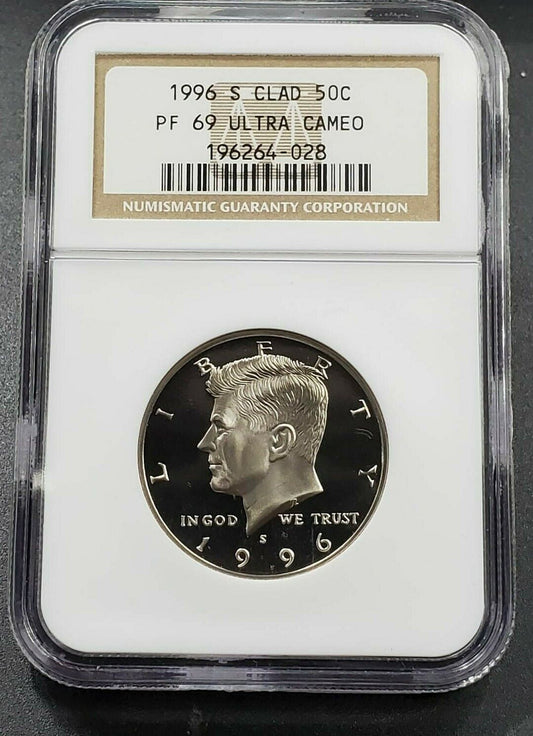 1996 S CLAD 50C
PF 69 ULTRA CAMEO
196264-028
NUMISMATIC GUARANTY CORPORATION
LIBERTY
IN GOD WE TRUST
S
1996